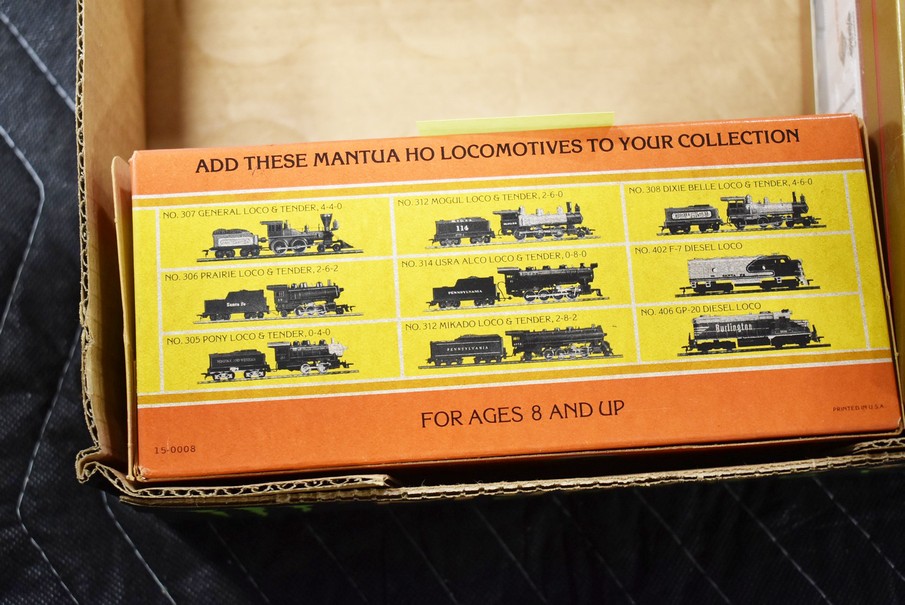 ADD THESE MANTUA HO LOCOMOTIVES TO YOUR COLLECTION
NO. 307 GENERAL LOCO & TENDER, 4-4-0
NO. 312 MOGUL LOCO & TENDER, 2-6-0
114
NO. 308 DIXIE BELLE LOCO & TENDER, 4-6-0
NO. 306 PRAIRIE LOCO & TENDER, 2-6-2
Santa Fe
NO. 314 USRA ALCO LOCO & TENDER, 0-8-0
PENNSYLVANIA
NO. 402 F-7 DIESEL LOCO
NO. 305 PONY LOCO & TENDER, 0-4-0
NO. 312 MIKADO LOCO & TENDER, 2-8-2
PENNSYLVANIA
NO. 406 GP-20 DIESEL LOCO
Burlington
FOR AGES 8 AND UP
PRINTED IN U.S.A.
15-0008